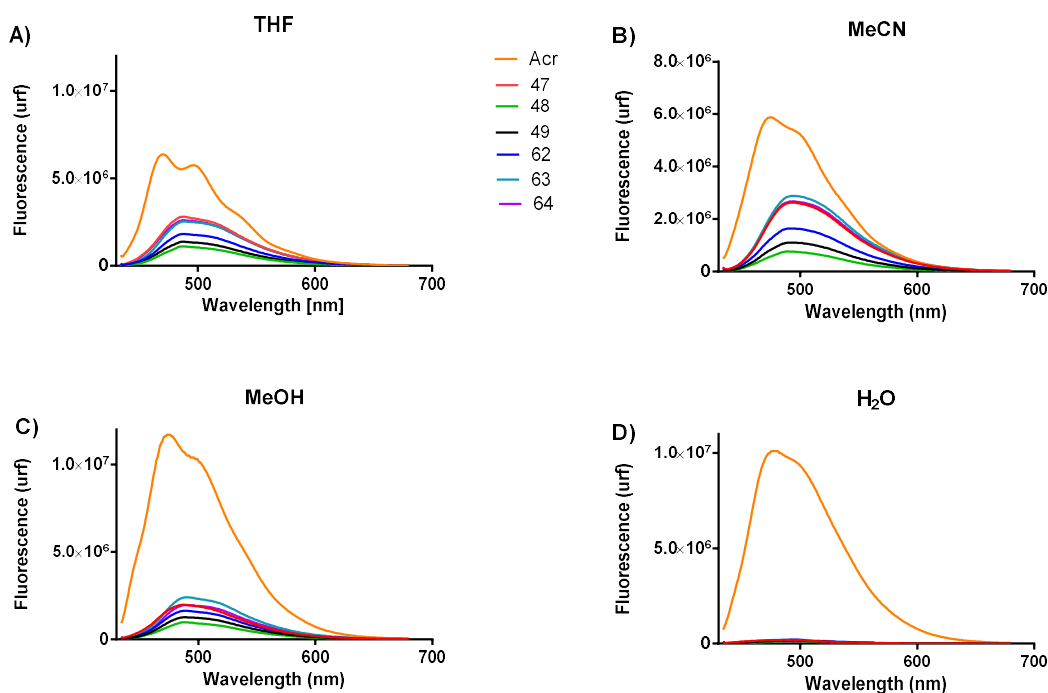 A)
THF
Fluorescence (urf)
1.0×10⁷
5.0×10⁶
0
500
600
700
Wavelength [nm]
Acr
47
48
49
62
63
64
B)
MeCN
Fluorescence (urf)
8.0×10⁶
6.0×10⁶
4.0×10⁶
2.0×10⁶
0
500
600
700
Wavelength (nm)
C)
MeOH
Fluorescence (urf)
1.0×10⁷
5.0×10⁶
0
500
600
700
Wavelength (nm)
D)
H₂O
Fluorescence (urf)
1.0×10⁷
5.0×10⁶
0
500
600
700
Wavelength (nm)